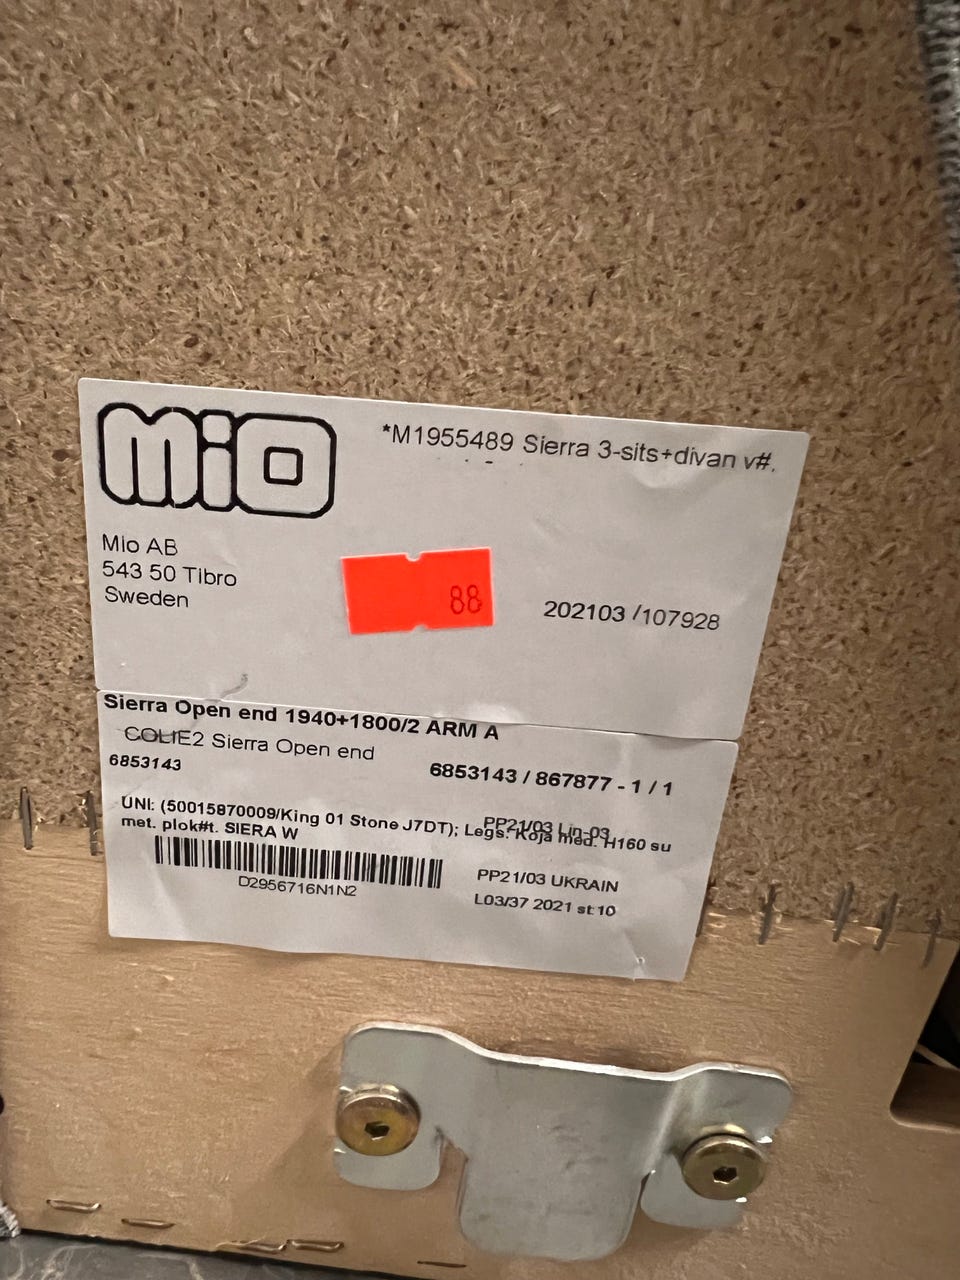 MiO
*M1955489 Sierra 3-sits+divan v#.
Mio AB
543 50 Tibro
Sweden
88
202103 /107928
Sierra Open end 1940+1800/2 ARM A
COLIE2 Sierra Open end
6853143
6853143 / 867877 - 1 / 1
UNI: (50015870009/King 01 Stone J7DT); Legs: Koja med. H160 su
met. plok#t. SIERA W
PP21/03 Lin-03
D2956716N1N2
PP21/03 UKRAIN
L03/37 2021 st:10